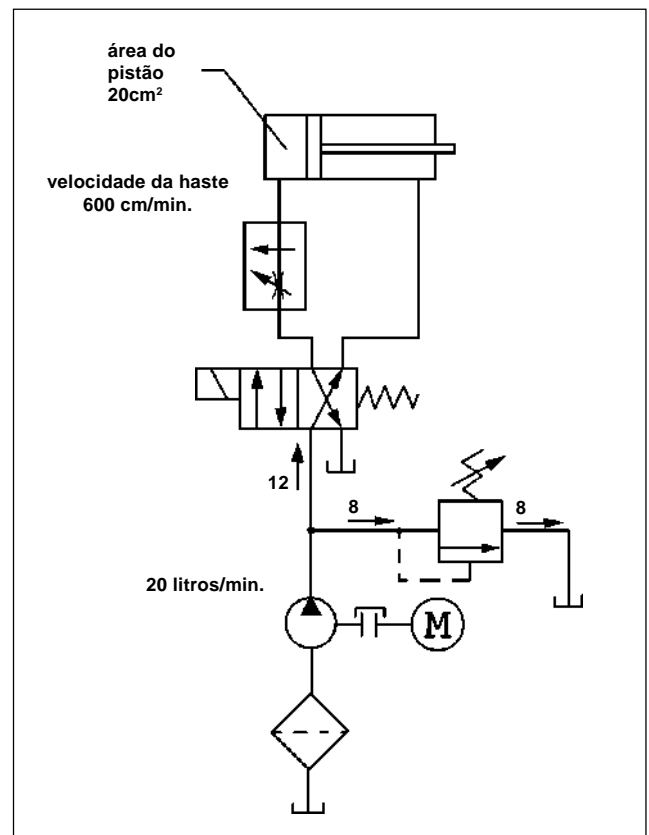 área do
pistão
20cm²
velocidade da haste
600 cm/min.
12
8
8
20 litros/min.
M